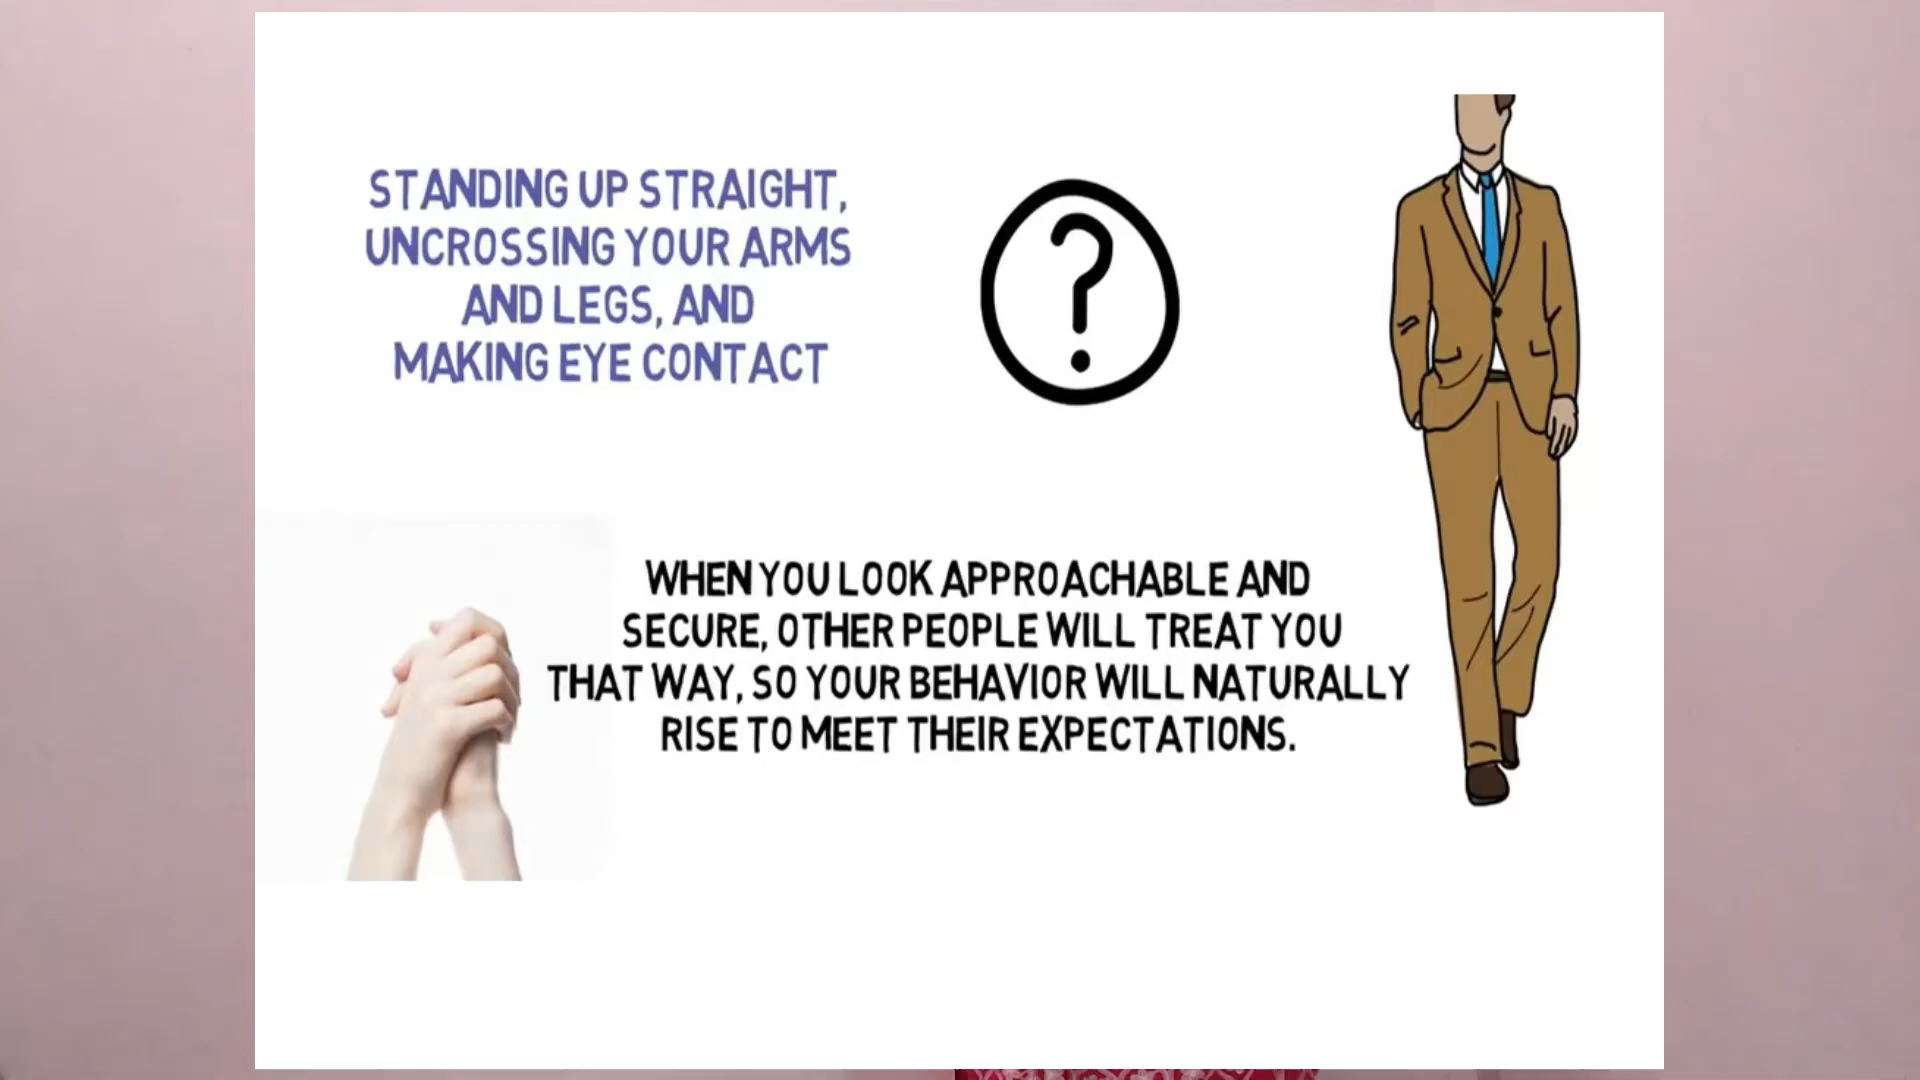 STANDING UP STRAIGHT,
UNCROSSING YOUR ARMS
AND LEGS, AND
MAKING EYE CONTACT
?
WHEN YOU LOOK APPROACHABLE AND
SECURE, OTHER PEOPLE WILL TREAT YOU
THAT WAY, SO YOUR BEHAVIOR WILL NATURALLY
RISE TO MEET THEIR EXPECTATIONS.